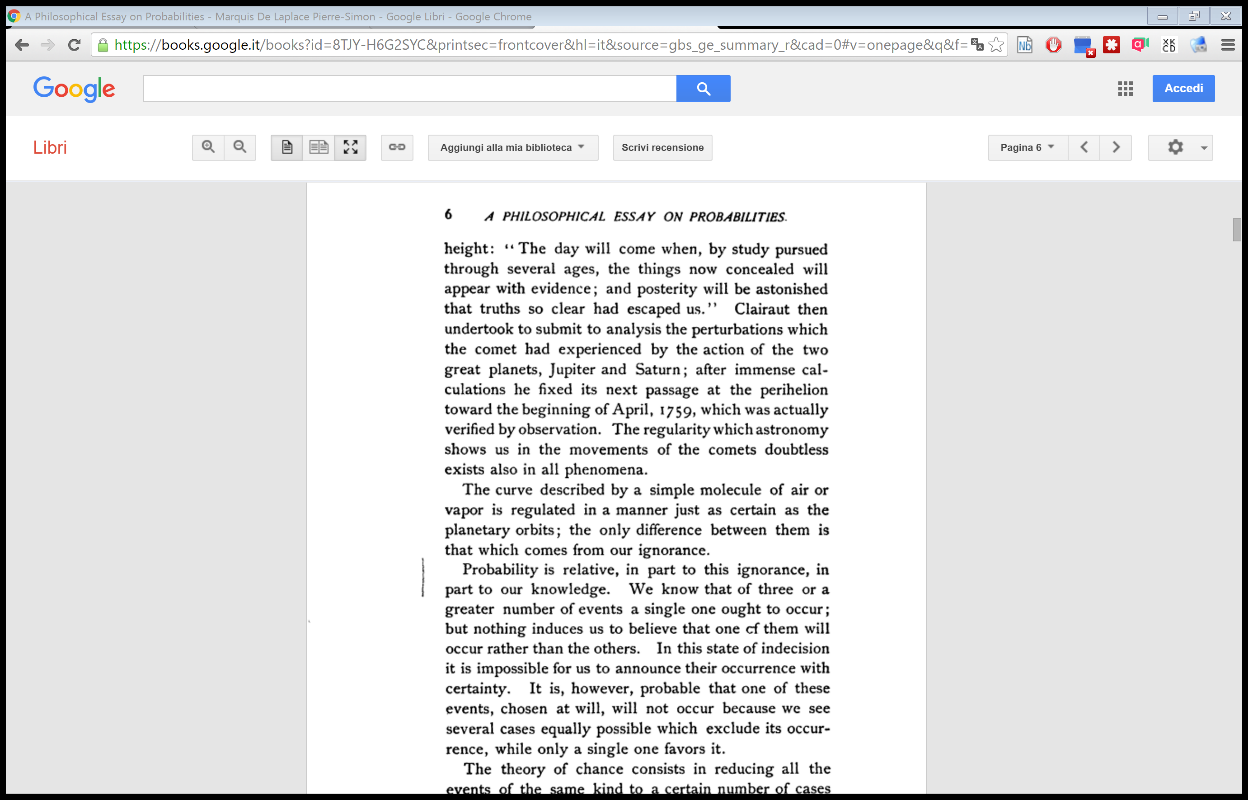 A Philosophical Essay on Probabilities - Marquis De Laplace Pierre-Simon - Google Libri - Google Chrome
https://books.google.it/books?id=8TJY-H6G2SYC&printsec=frontcover&hl=it&source=gbs_ge_summary_r&cad=0#v=onepage&q&f=
Nb
XK
CD
Google
Accedi
Libri
Aggiungi alla mia biblioteca
Scrivi recensione
Pagina 6
6 A PHILOSOPHICAL ESSAY ON PROBABILITIES.
height: “The day will come when, by study pursued
through several ages, the things now concealed will
appear with evidence; and posterity will be astonished
that truths so clear had escaped us.” Clairaut then
undertook to submit to analysis the perturbations which
the comet had experienced by the action of the two
great planets, Jupiter and Saturn; after immense cal-
culations he fixed its next passage at the perihelion
toward the beginning of April, 1759, which was actually
verified by observation. The regularity which astronomy
shows us in the movements of the comets doubtless
exists also in all phenomena.
The curve described by a simple molecule of air or
vapor is regulated in a manner just as certain as the
planetary orbits; the only difference between them is
that which comes from our ignorance.
Probability is relative, in part to this ignorance, in
part to our knowledge. We know that of three or a
greater number of events a single one ought to occur;
but nothing induces us to believe that one cf them will
occur rather than the others. In this state of indecision
it is impossible for us to announce their occurrence with
certainty. It is, however, probable that one of these
events, chosen at will, will not occur because we see
several cases equally possible which exclude its occur-
rence, while only a single one favors it.
The theory of chance consists in reducing all the
events of the same kind to a certain number of cases